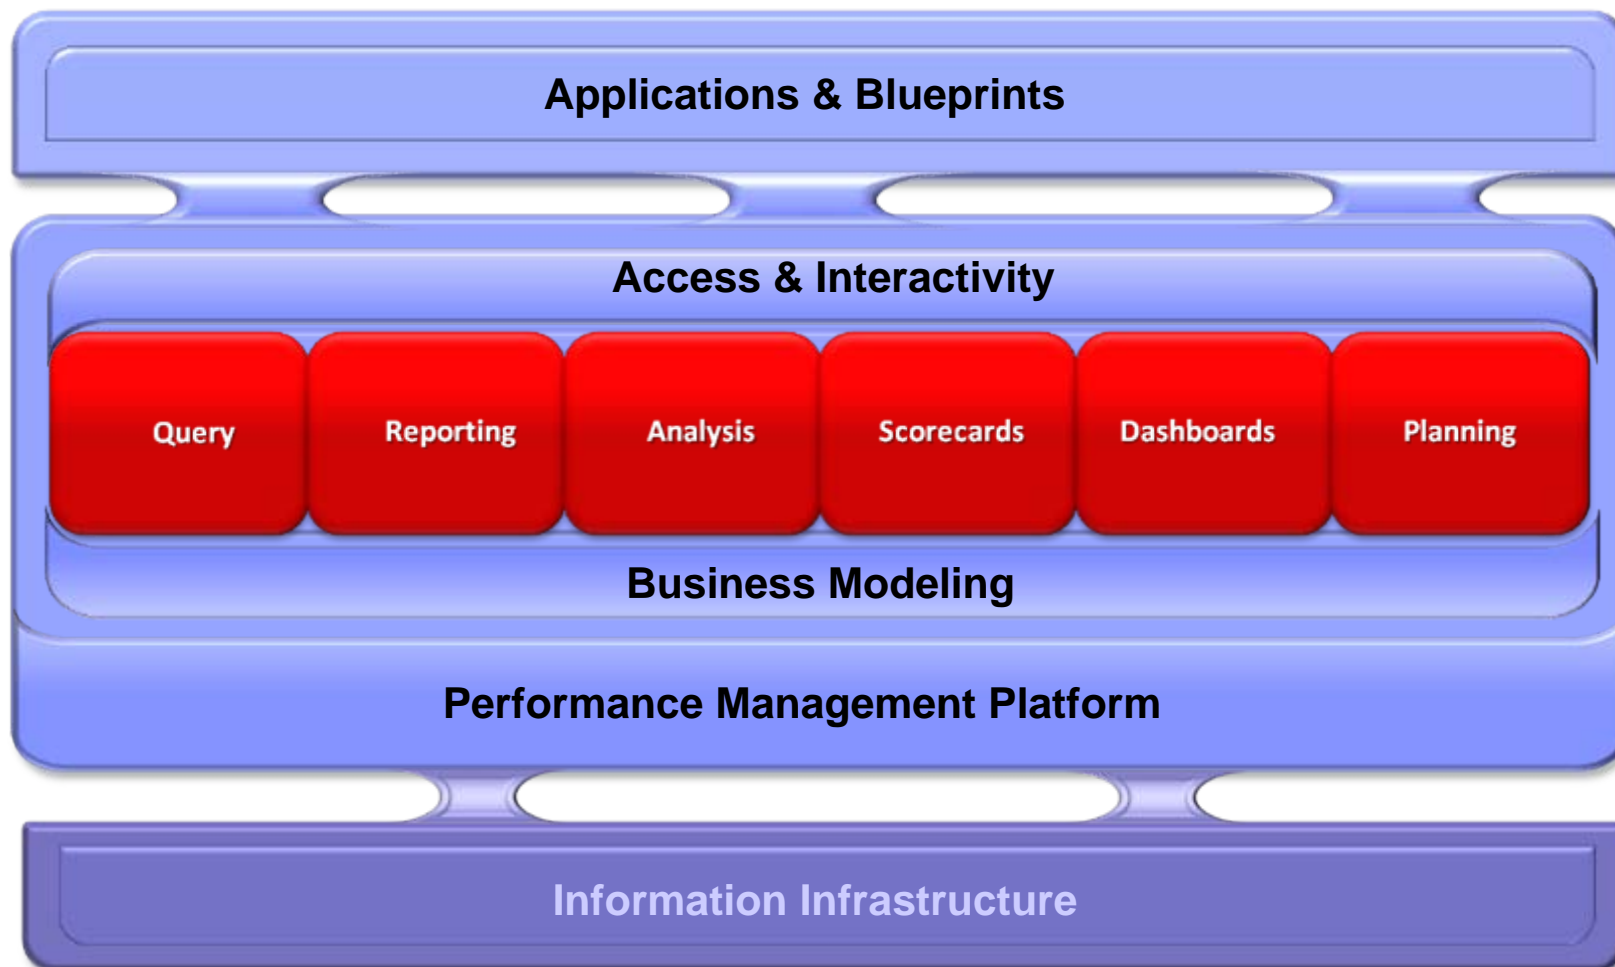 Applications & Blueprints
Access & Interactivity
Query
Reporting
Analysis
Scorecards
Dashboards
Planning
Business Modeling
Performance Management Platform
Information Infrastructure